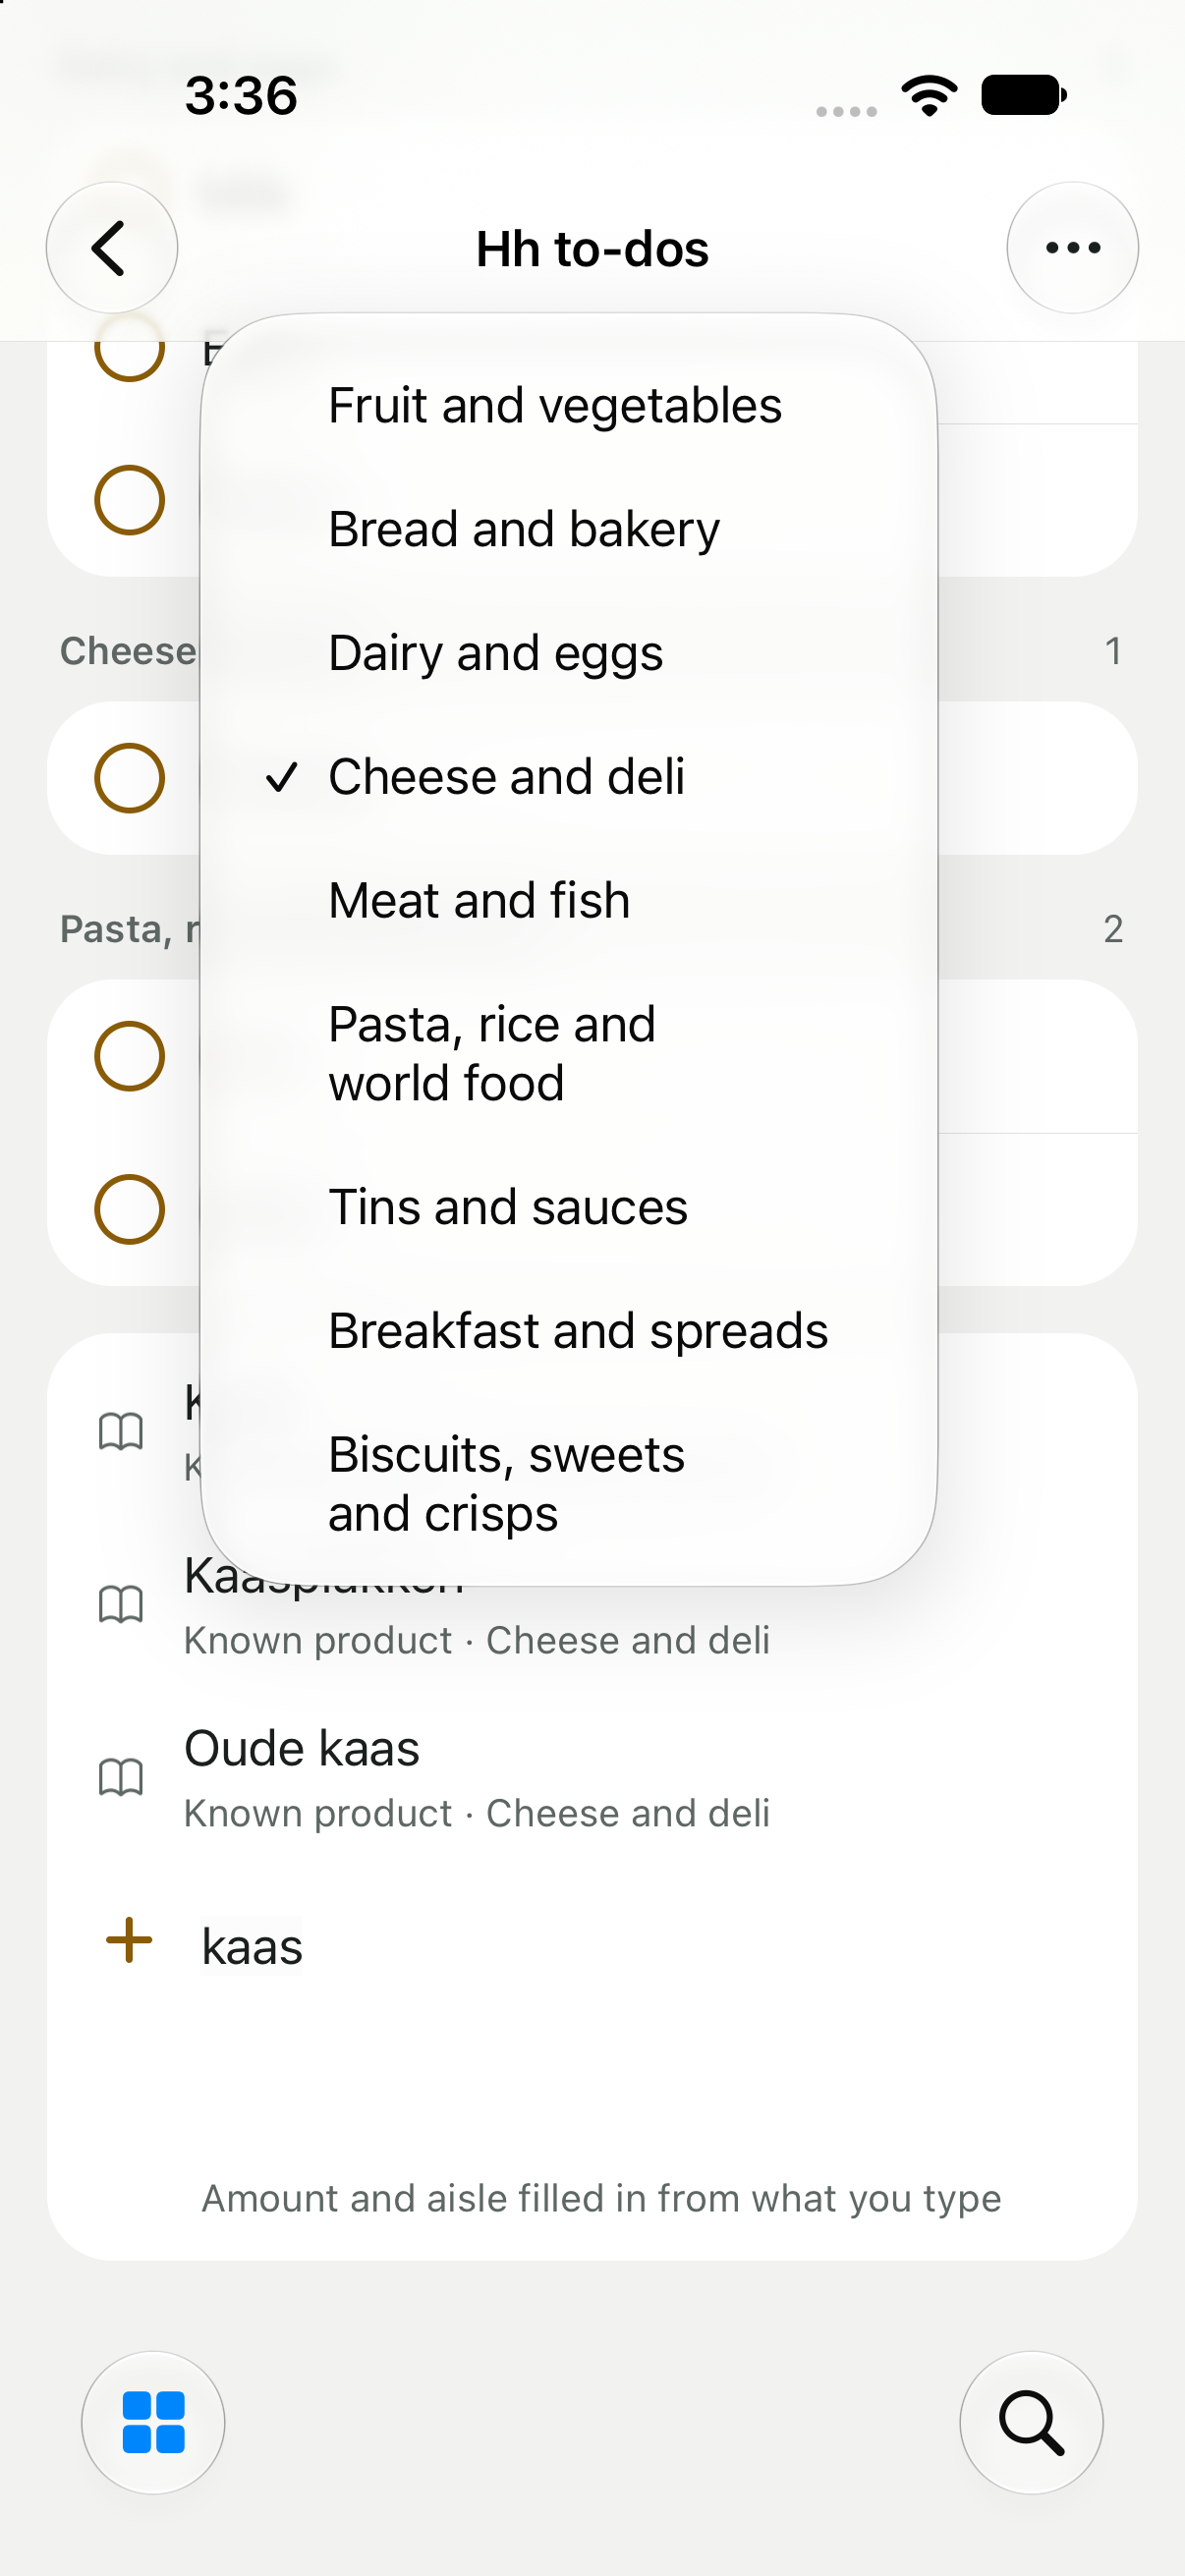 3:36
Hh to-dos
Fruit and vegetables
Bread and bakery
Dairy and eggs
Cheese
1
Cheese and deli
Meat and fish
Pasta, r
2
Pasta, rice and
world food
Tins and sauces
Breakfast and spreads
Biscuits, sweets
and crisps
Known product · Cheese and deli
Oude kaas
Known product · Cheese and deli
kaas
Amount and aisle filled in from what you type